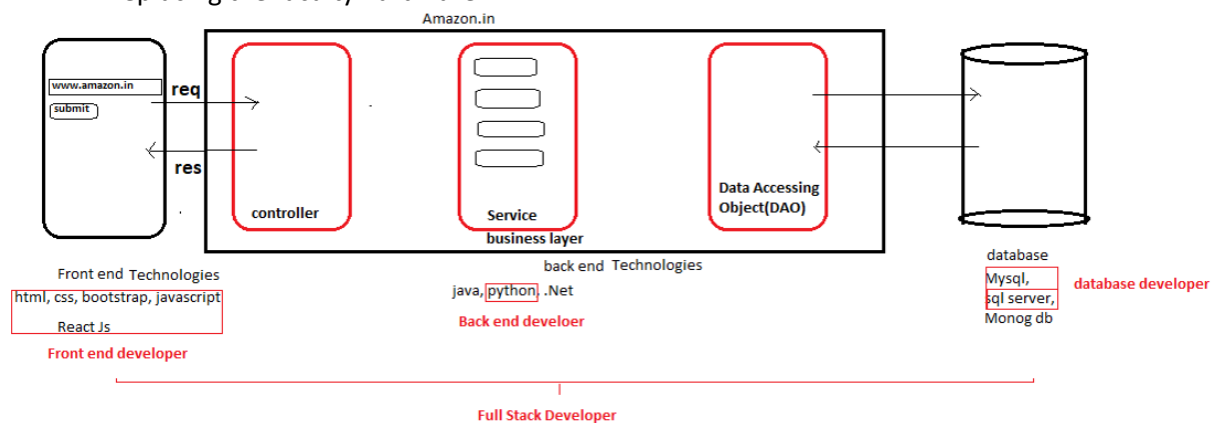 Amazon.in
www.amazon.in
submit
req
res
controller
Service
business layer
Data Accessing
Object(DAO)
Front end Technologies
html, css, bootstrap, javascript
React Js
Front end developer
back end Technologies
java, python, .Net
Back end develoer
database
Mysql,
sql server,
Monog db
database developer
Full Stack Developer